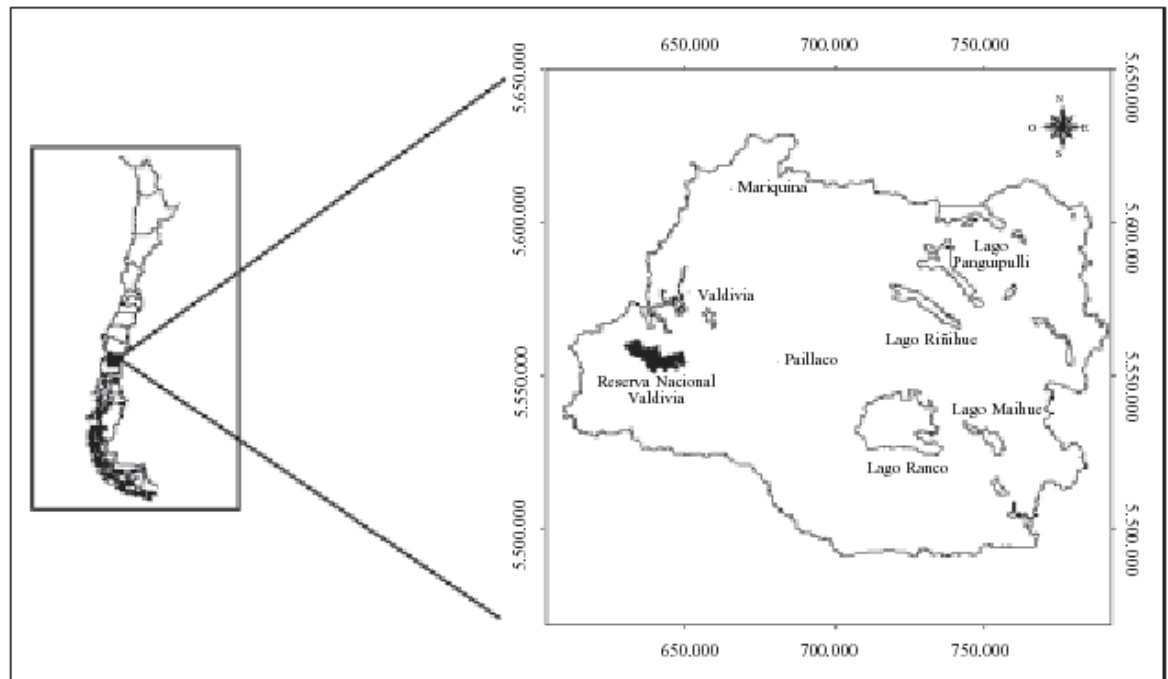 650.000 700.000 750.000
5.650.000
5.650.000
N
O E
S
Mariquina
5.600.000
5.600.000
Lago
Panguipulli
Valdivia
Lago Riñihue
Paillaco
5.550.000
5.550.000
Reserva Nacional
Valdivia
Lago Maihue
Lago Ranco
5.500.000
5.500.000
650.000 700.000 750.000